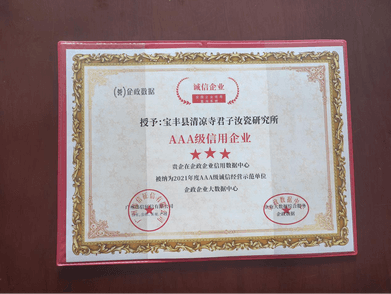 诚信企业
企政数据
授予:宝丰县清凉寺君子汝瓷研究所
AAA级信用企业
贵企在企政企业信用数据中心
被纳为2021年度AAA级诚信经营示范单位
企政企业大数据中心